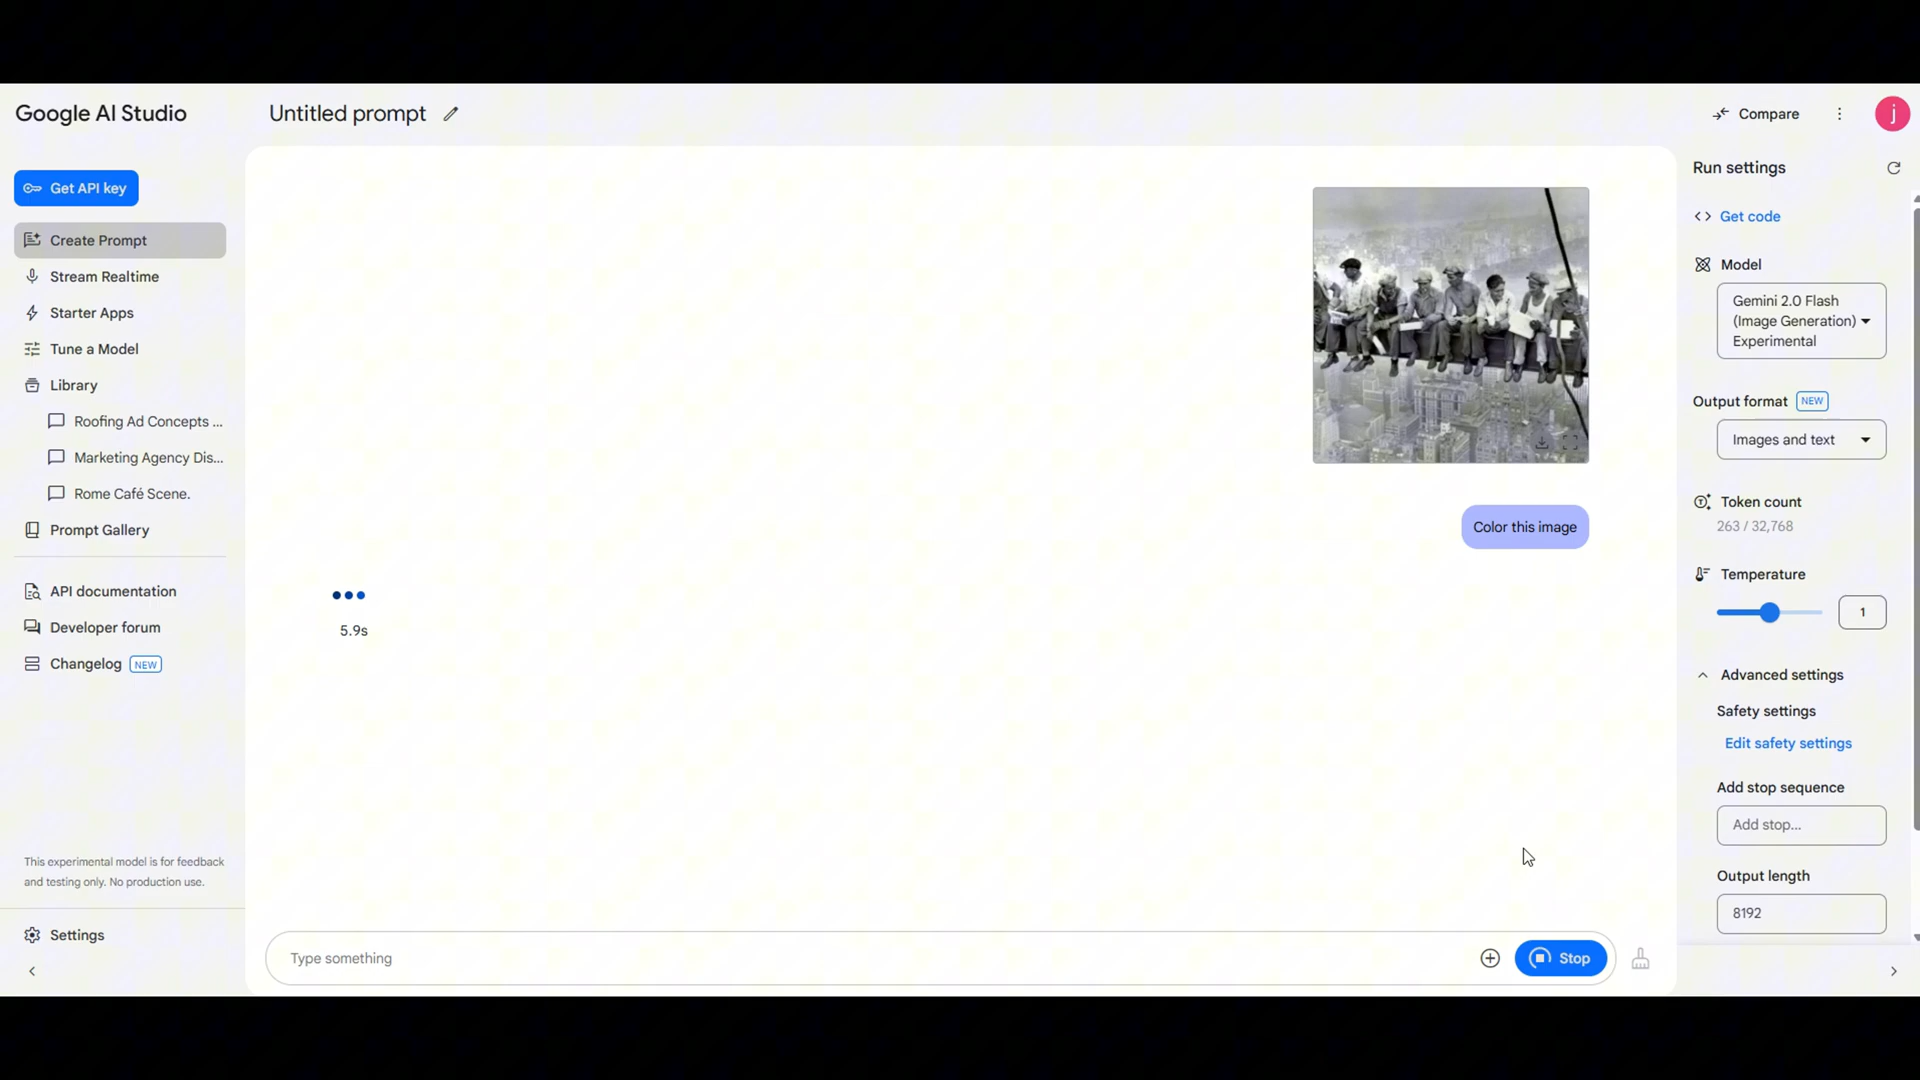 Google AI Studio
Untitled prompt
Compare
j
Get API key
Create Prompt
Stream Realtime
Starter Apps
Tune a Model
Library
Roofing Ad Concepts ...
Marketing Agency Dis...
Rome Café Scene.
Prompt Gallery
API documentation
Developer forum
Changelog NEW
This experimental model is for feedback
and testing only. No production use.
Settings
Color this image
5.9s
Type something
Stop
Run settings
Get code
Model
Gemini 2.0 Flash
(Image Generation)
Experimental
Output format NEW
Images and text
Token count
263 / 32,768
Temperature
1
Advanced settings
Safety settings
Edit safety settings
Add stop sequence
Add stop...
Output length
8192